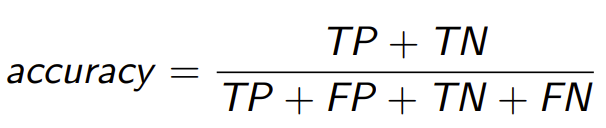 accuracy = TP + TN / TP + FP + TN + FN